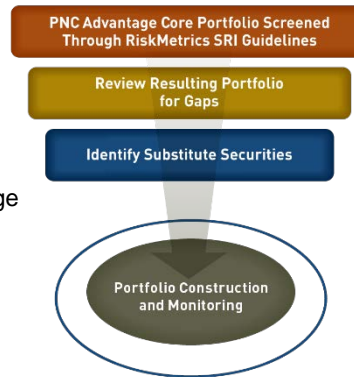 PNC Advantage Core Portfolio Screened
Through RiskMetrics SRI Guidelines
Review Resulting Portfolio
for Gaps
Identify Substitute Securities
ge
Portfolio Construction
and Monitoring